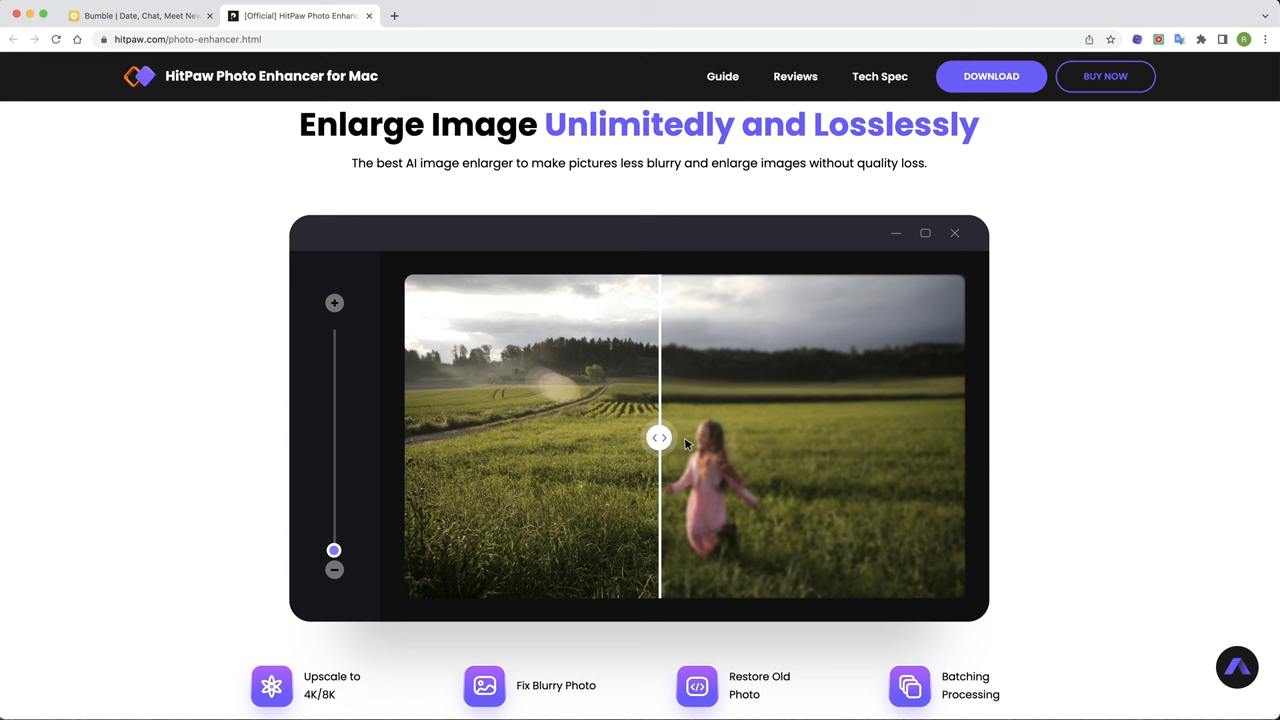 Bumble | Date, Chat, Meet New
[Official] HitPaw Photo Enhanc
hitpaw.com/photo-enhancer.html
R
HitPaw Photo Enhancer for Mac
Guide
Reviews
Tech Spec
DOWNLOAD
BUY NOW
Enlarge Image Unlimitedly and Losslessly
The best AI image enlarger to make pictures less blurry and enlarge images without quality loss.
Upscale to
4K/8K
Fix Blurry Photo
Restore Old
Photo
Batching
Processing